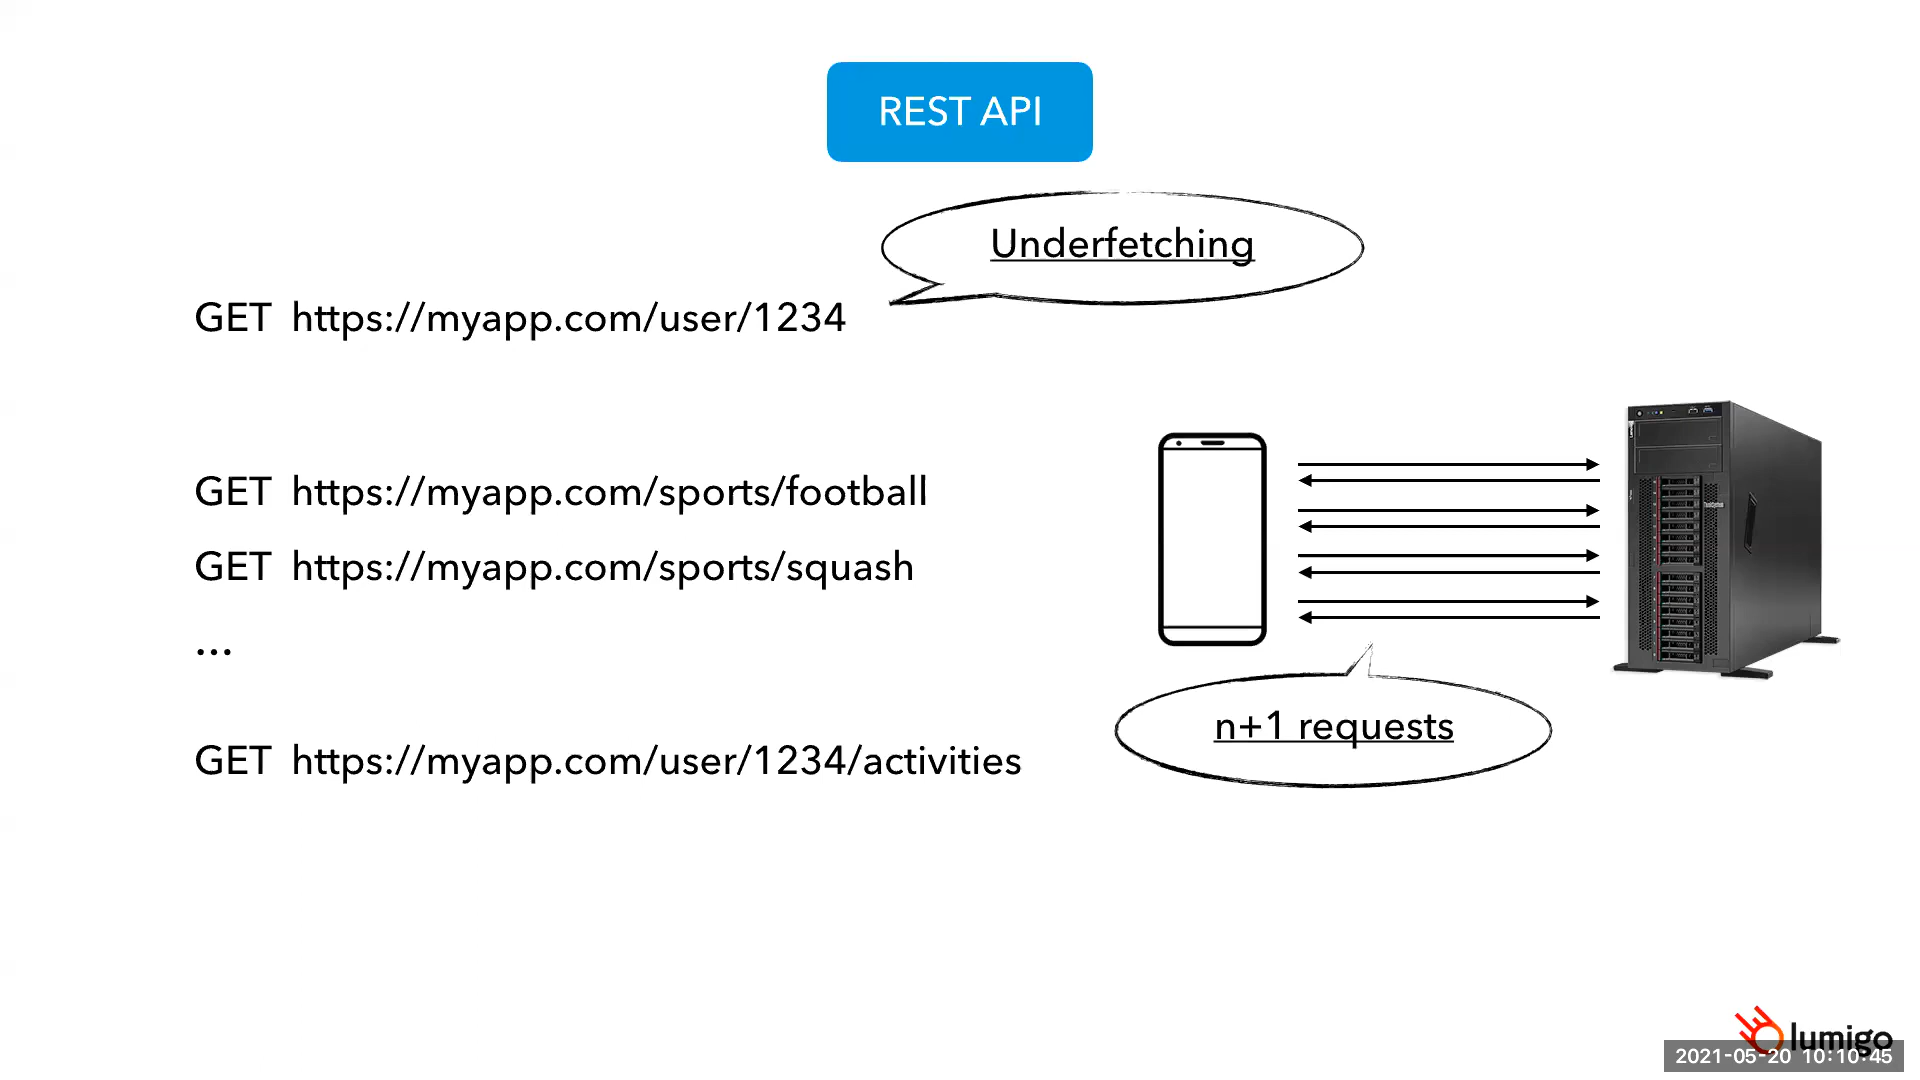 REST API
Underfetching
GET https://myapp.com/user/1234
GET https://myapp.com/sports/football
GET https://myapp.com/sports/squash
...
n+1 requests
GET https://myapp.com/user/1234/activities
lumigo
2021-05-20 10:10:45